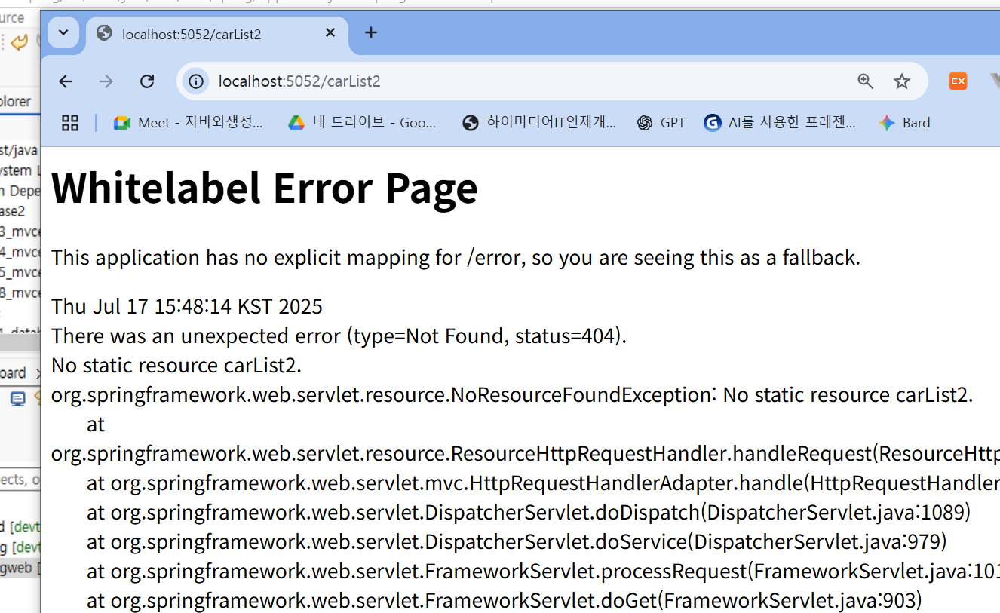 localhost:5052/carList2
localhost:5052/carList2
EX
Meet - 자바와생성...
내 드라이브 - Goo...
하이미디어IT인재개...
GPT
AI를 사용한 프레젠...
Bard
Whitelabel Error Page
This application has no explicit mapping for /error, so you are seeing this as a fallback.
Thu Jul 17 15:48:14 KST 2025
There was an unexpected error (type=Not Found, status=404).
No static resource carList2.
org.springframework.web.servlet.resource.NoResourceFoundException: No static resource carList2.
at
org.springframework.web.servlet.resource.ResourceHttpRequestHandler.handleRequest(ResourceHttp
at org.springframework.web.servlet.mvc.HttpRequestHandlerAdapter.handle(HttpRequestHandler
at org.springframework.web.servlet.DispatcherServlet.doDispatch(DispatcherServlet.java:1089)
at org.springframework.web.servlet.DispatcherServlet.doService(DispatcherServlet.java:979)
at org.springframework.web.servlet.FrameworkServlet.processRequest(FrameworkServlet.java:101
at org.springframework.web.servlet.FrameworkServlet.doGet(FrameworkServlet.java:903)
urce
plorer
st/java
ystem L
n Depe
ase2
3_mvce
4_mvce
5_mvce
8_mvce
oard
ects, o
d [devt
g [devt
gweb [